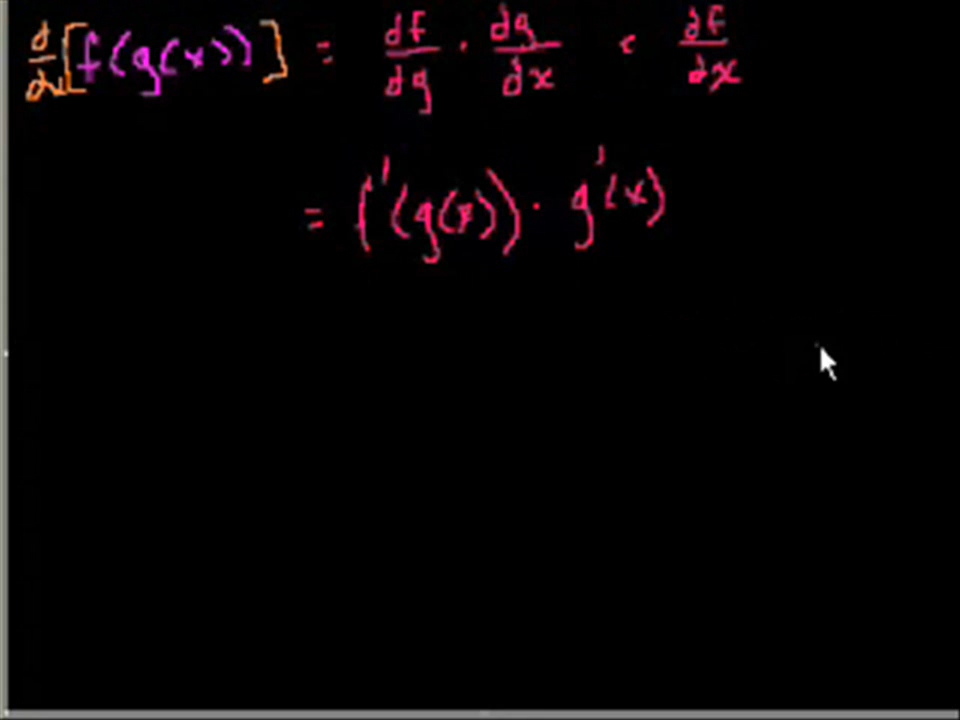 d/dx [f(g(x))] = df/dg · dg/dx = df/dx
= f'(g(x)) · g'(x)